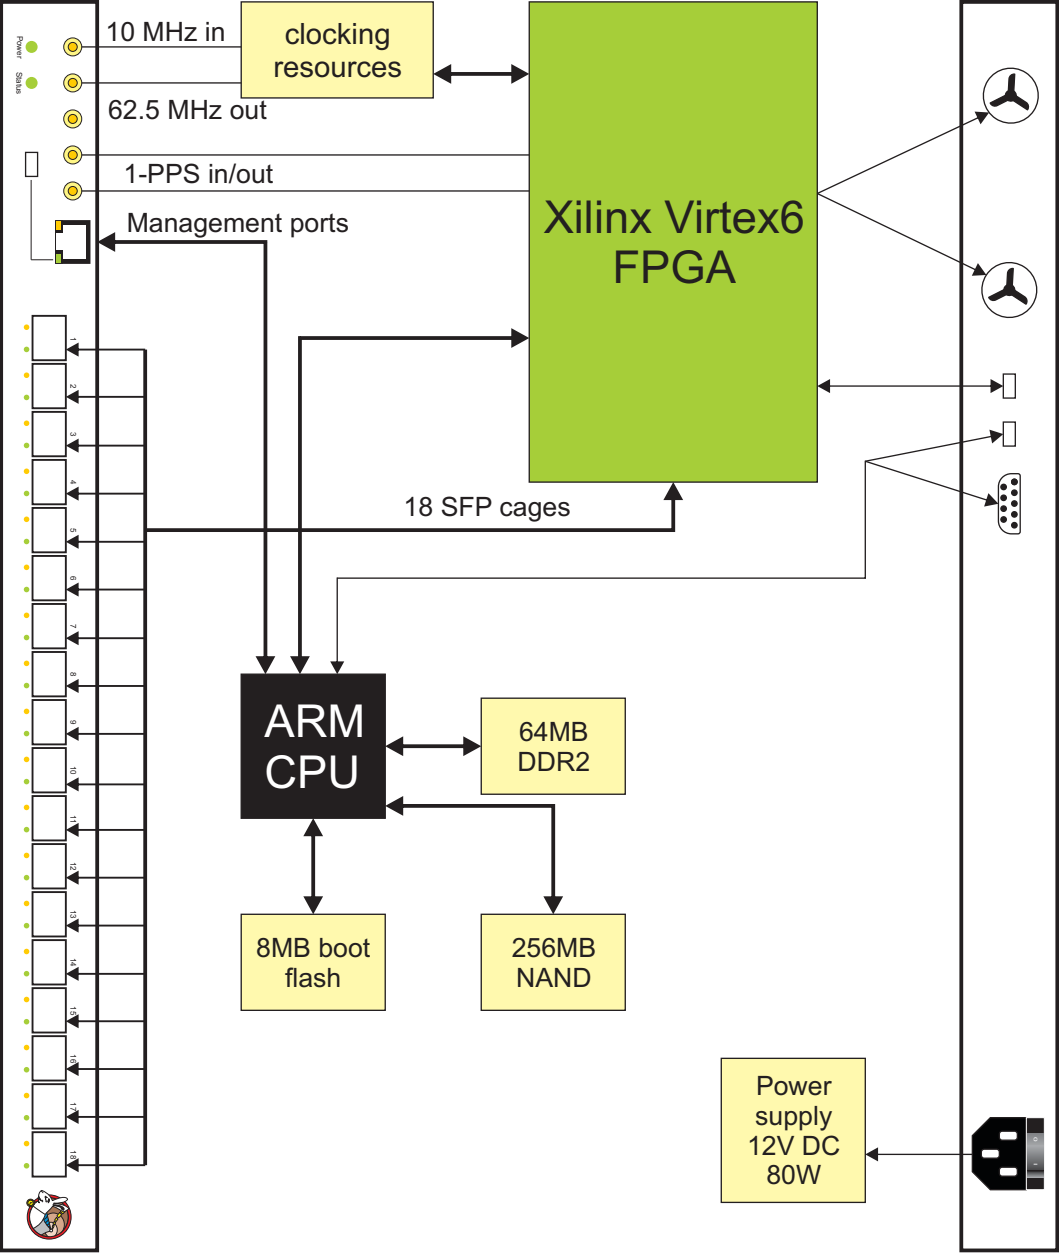 Power
Status
10 MHz in
clocking
resources
62.5 MHz out
1-PPS in/out
Management ports
Xilinx Virtex6
FPGA
1
2
3
4
5
6
7
8
9
10
11
12
13
14
15
16
17
18
18 SFP cages
ARM
CPU
64MB
DDR2
8MB boot
flash
256MB
NAND
Power
supply
12V DC
80W